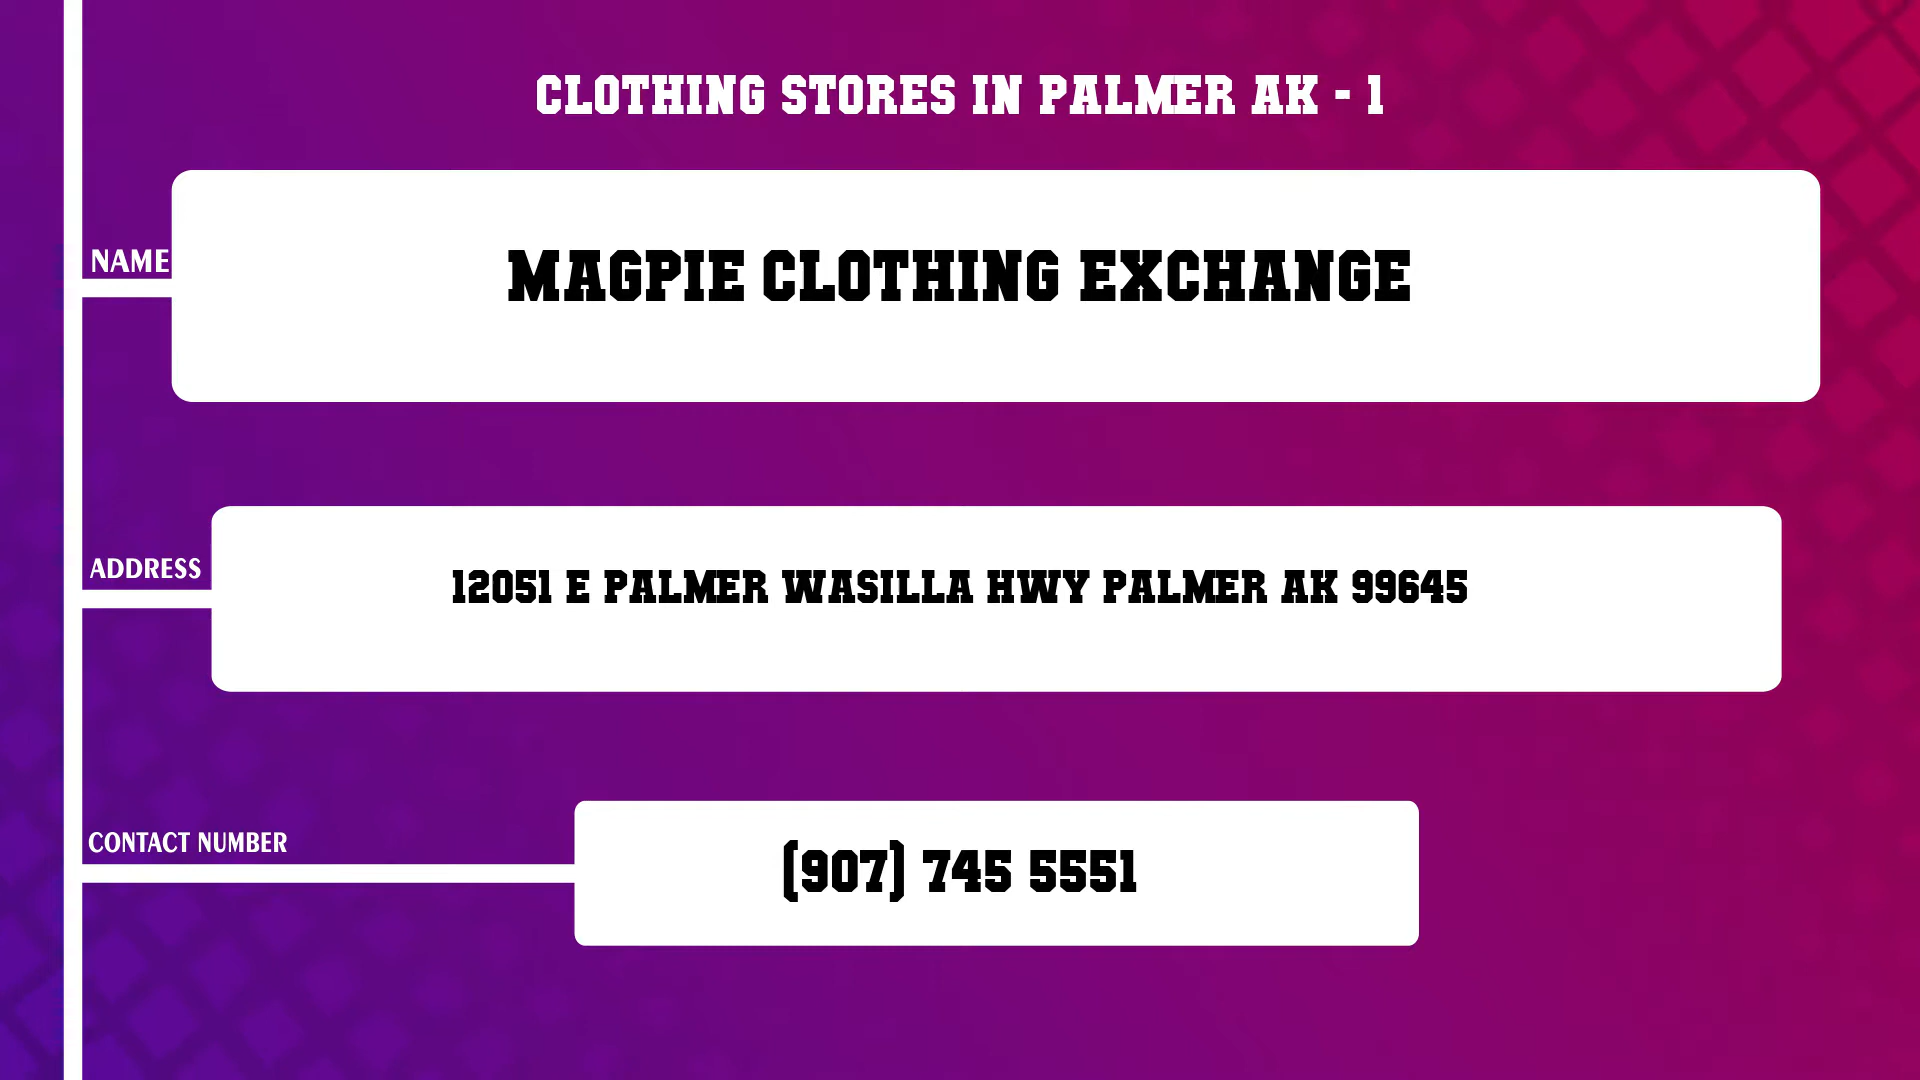 CLOTHING STORES IN PALMER AK - 1
NAME
MAGPIE CLOTHING EXCHANGE
ADDRESS
12051 E PALMER WASILLA HWY PALMER AK 99645
CONTACT NUMBER
(907) 745 5551